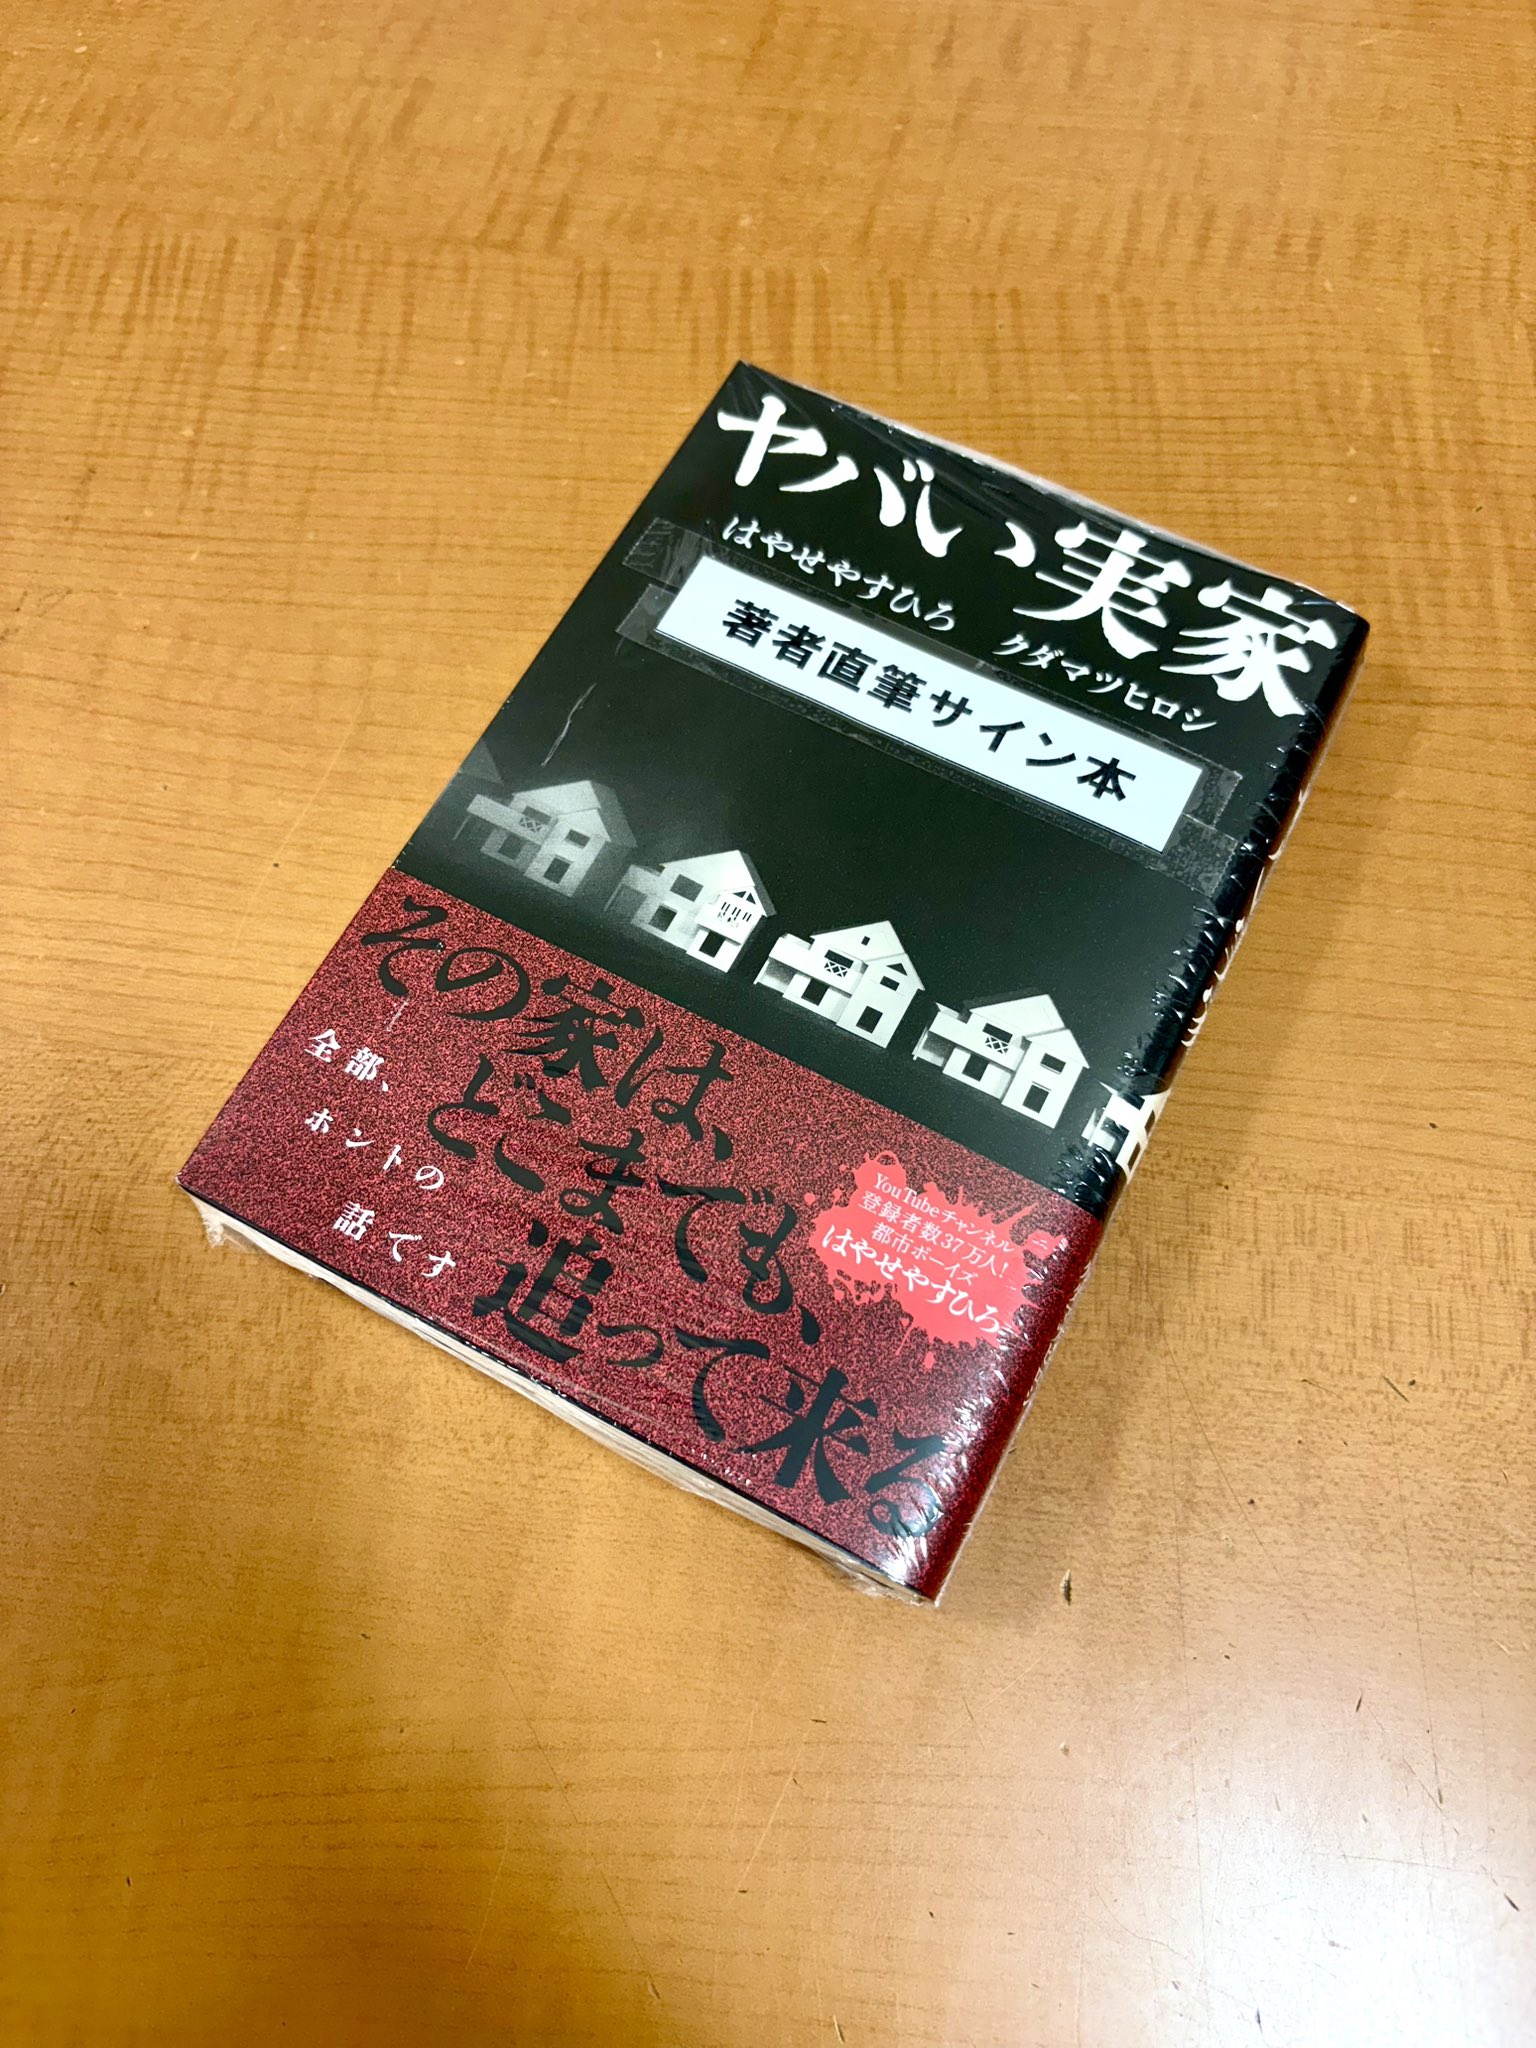 ヤバい実家
はやせやすひろ クダマツヒロシ
著者直筆サイン本
その家は、
どこまででも、
追って来る
全部、
ホントの
話です
YouTubeチャンネル
登録者数37万人!
都市ボーイズ
はやせやすひろ